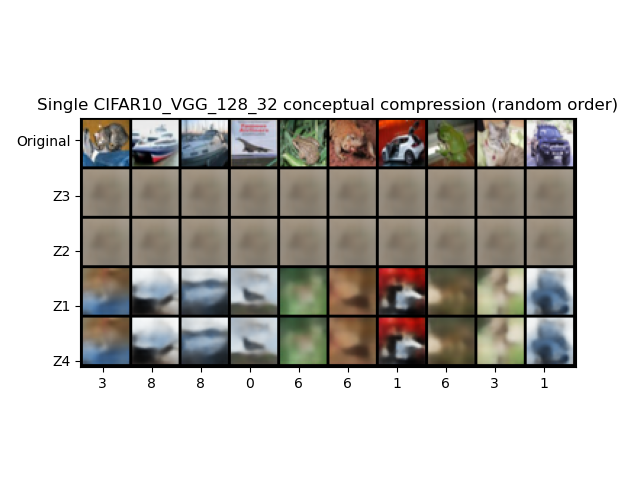 Single CIFAR10_VGG_128_32 conceptual compression (random order)
Original
Z3
Z2
Z1
Z4
3 8 8 0 6 6 1 6 3 1